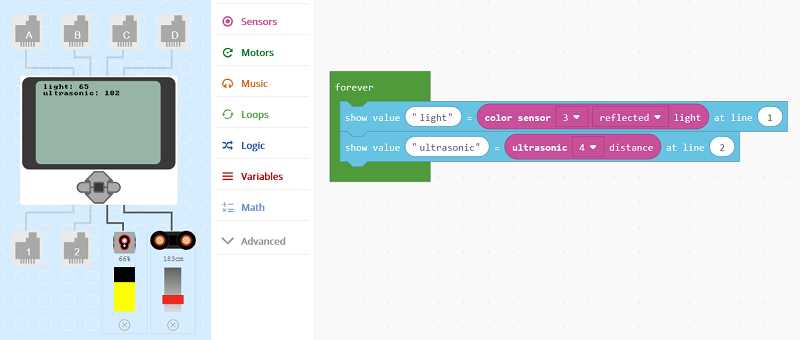 A B C D
light: 65
ultrasonic: 182
1 2
66% 183cm
Sensors
Motors
Music
Loops
Logic
Variables
Math
Advanced
forever
show value "light" = color sensor 3 reflected light at line 1
show value "ultrasonic" = ultrasonic 4 distance at line 2